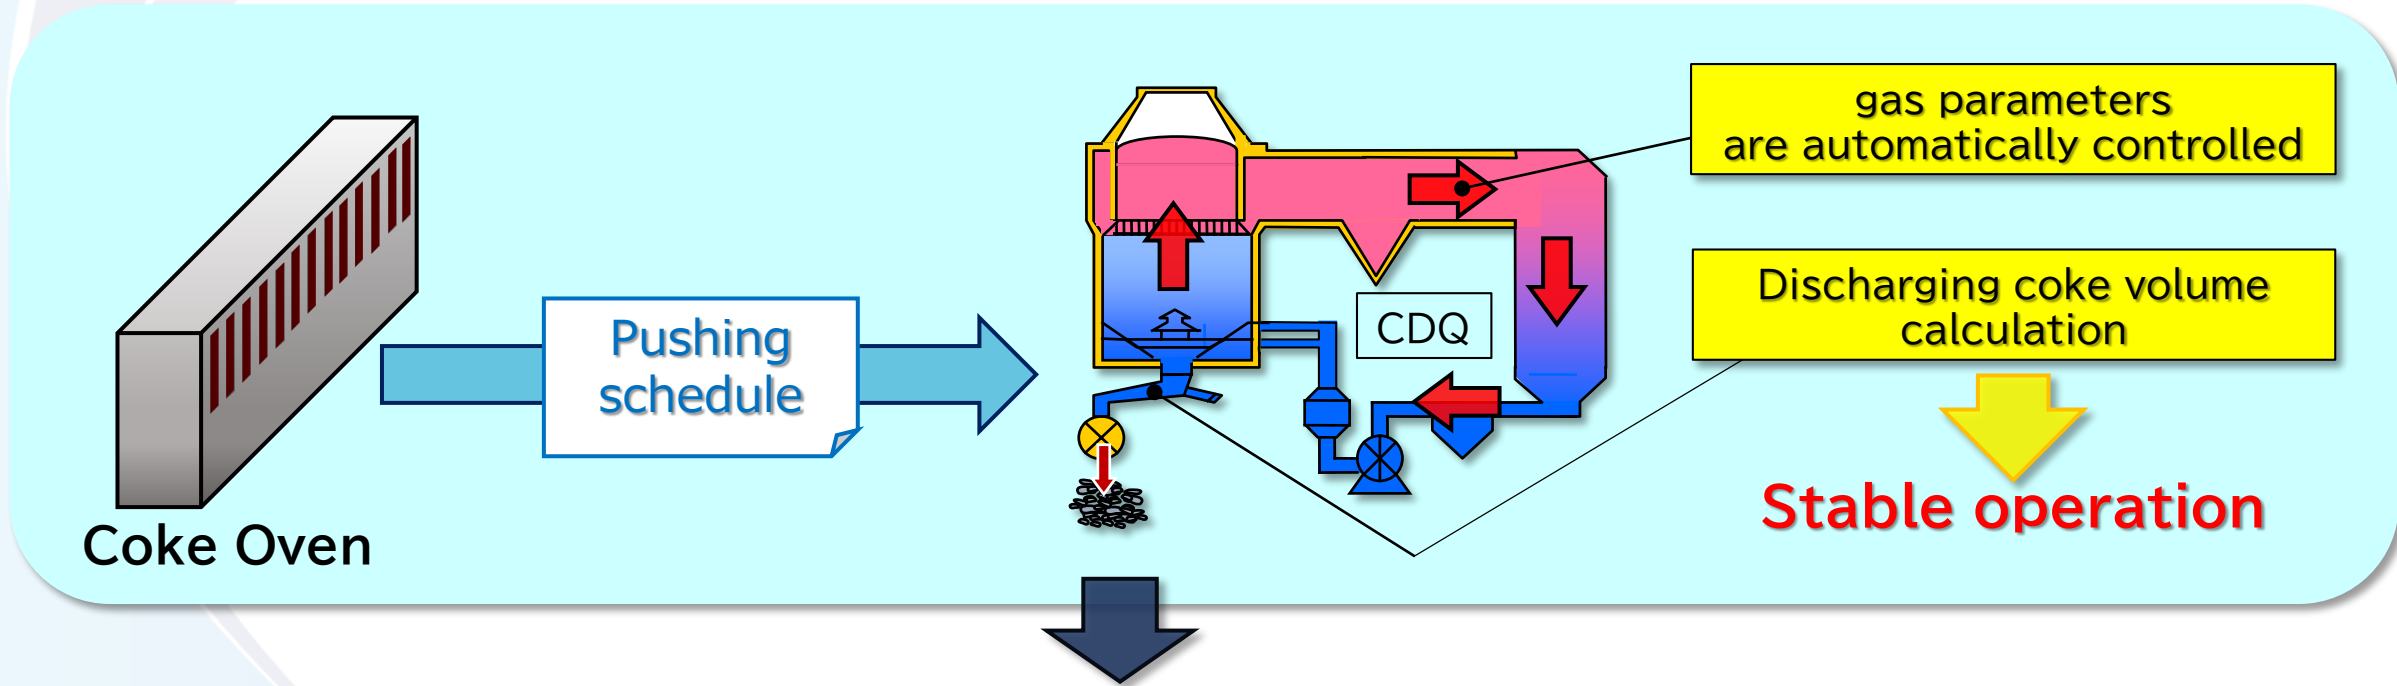 gas parameters
are automatically controlled
Discharging coke volume
calculation
Pushing
schedule
CDQ
Stable operation
Coke Oven